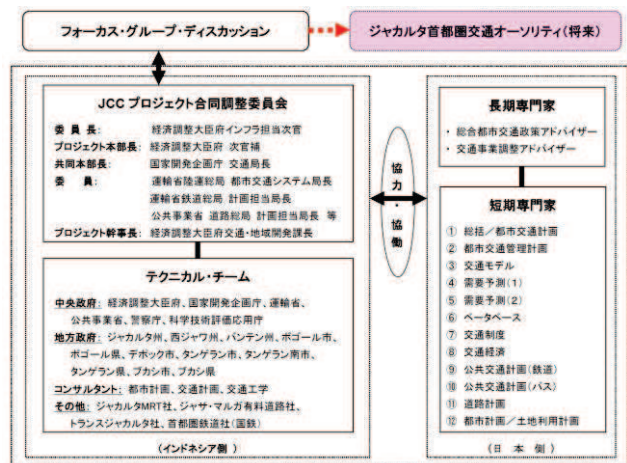 フォーカス・グループ・ディスカッション
ジャカルタ首都圏交通オーソリティ(将来)
JCC プロジェクト合同調整委員会
委 員 長: 経済調整大臣府インフラ担当次官
プロジェクト本部長: 経済調整大臣府 次官補
共同本部長: 国家開発企画庁 交通局長
委 員: 運輸省陸運総局 都市交通システム局長
運輸省鉄道総局 計画担当局長
公共事業省 道路総局 計画担当局長 等
プロジェクト幹事長: 経済調整大臣府交通・地域開発課長
テクニカル・チーム
中央政府: 経済調整大臣府、国家開発企画庁、運輸省、
公共事業省、警察庁、科学技術評価応用庁
地方政府: ジャカルタ州、西ジャワ州、バンテン州、ボゴール市、
ボゴール県、デポック市、タンゲラン市、タンゲラン南市、
タンゲラン県、ブカシ市、ブカシ県
コンサルタント: 都市計画、交通計画、交通工学
その他: ジャカルタMRT社、ジャサ・マルガ有料道路社、
トランスジャカルタ社、首都圏鉄道社(国鉄)
(インドネシア側)
協力・協働
長期専門家
・ 総合都市交通政策アドバイザー
・ 交通事業調整アドバイザー
短期専門家
① 総括/都市交通計画
② 都市交通管理計画
③ 交通モデル
④ 需要予測(1)
⑤ 需要予測(2)
⑥ ベータベース
⑦ 交通制度
⑧ 交通経済
⑨ 公共交通計画(鉄道)
⑩ 公共交通計画(バス)
⑪ 道路計画
⑫ 都市計画/土地利用計画
(日 本 側)